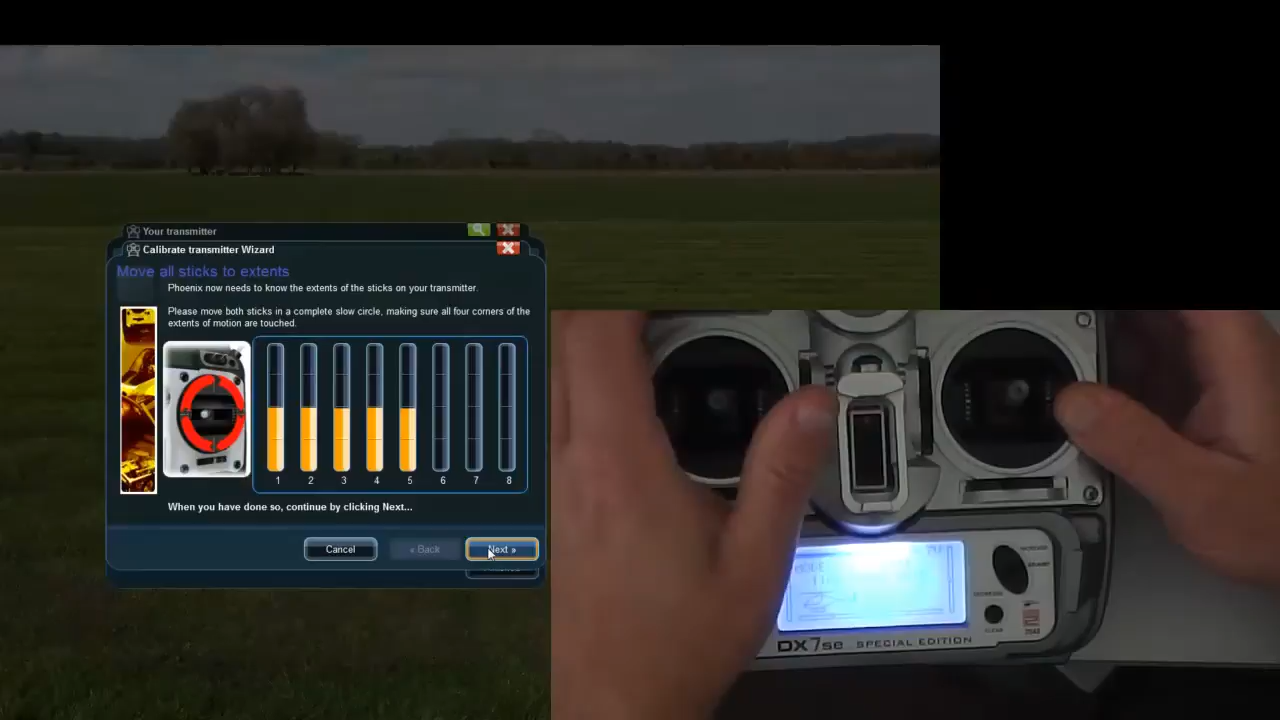 Your transmitter
Calibrate transmitter Wizard
Move all sticks to extents
Phoenix now needs to know the extents of the sticks on your transmitter.
Please move both sticks in a complete slow circle, making sure all four corners of the
extents of motion are touched.
1 2 3 4 5 6 7 8
When you have done so, continue by clicking Next...
Cancel
« Back
Next »
DX7se SPECIAL EDITION